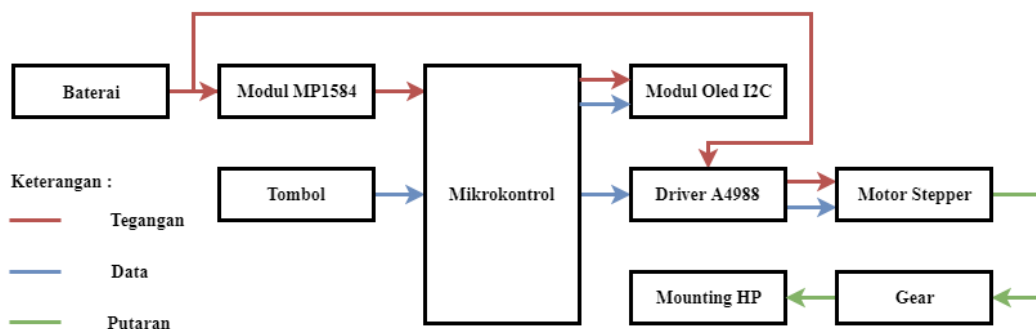 Baterai
Modul MP1584
Modul Oled I2C
Tombol
Mikrokontrol
Driver A4988
Motor Stepper
Mounting HP
Gear
Keterangan :
Tegangan
Data
Putaran